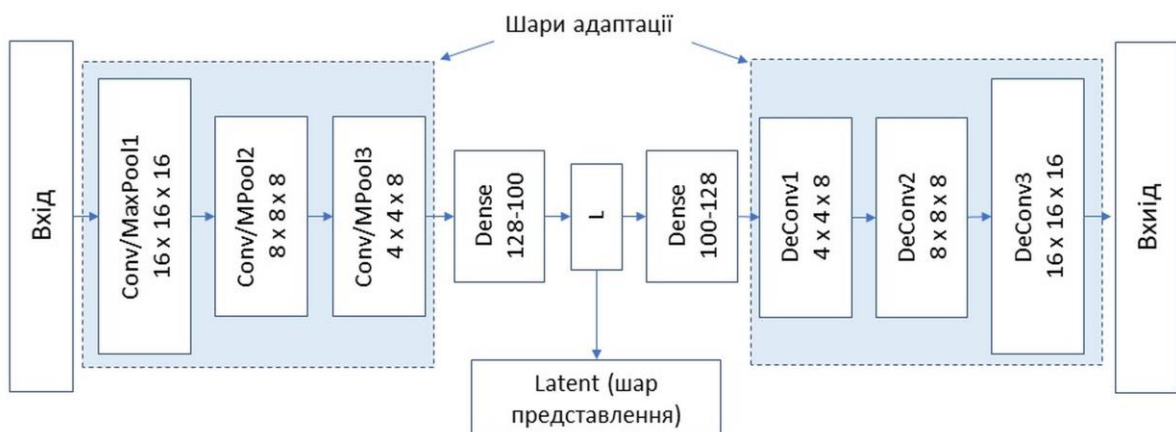 Шари адаптації
Вхід
Conv/MaxPool1
16 x 16 x 16
Conv/MPool2
8 x 8 x 8
Conv/MPool3
4 x 4 x 8
Dense
128-100
L
Dense
100-128
DeConv1
4 x 4 x 8
DeConv2
8 x 8 x 8
DeConv3
16 x 16 x 16
Вхиід
Latent (шар
представлення)